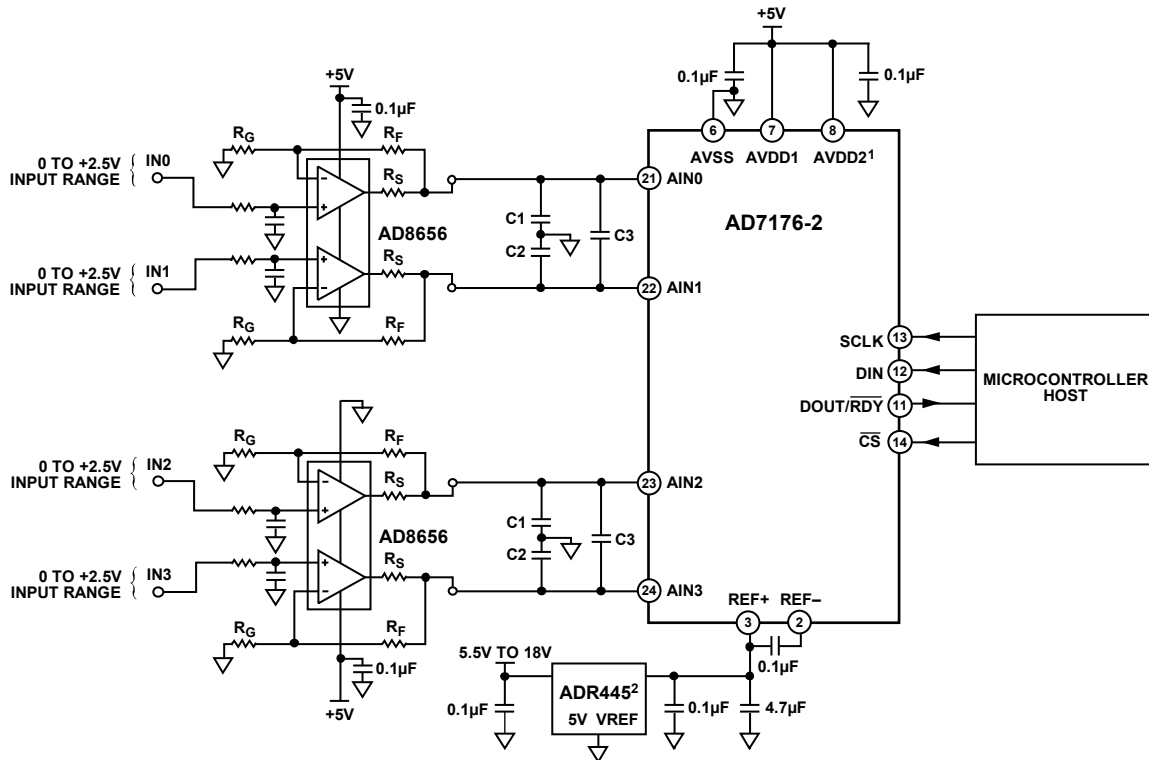 +5V
0.1µF
0.1µF
+5V
0.1µF
RG
RF
6
7
8
AVSS
AVDD1
AVDD2¹
0 TO +2.5V
INPUT RANGE
IN0
RS
21
AIN0
AD7176-2
C1
C2
C3
AD8656
0 TO +2.5V
INPUT RANGE
IN1
RS
22
AIN1
RG
RF
SCLK
13
DIN
12
DOUT/RDY
11
CS
14
MICROCONTROLLER
HOST
RG
RF
0 TO +2.5V
INPUT RANGE
IN2
RS
23
AIN2
C1
C2
C3
AD8656
0 TO +2.5V
INPUT RANGE
IN3
RS
24
AIN3
RG
RF
REF+
REF–
3
2
0.1µF
0.1µF
+5V
5.5V TO 18V
0.1µF
ADR445²
5V VREF
0.1µF
4.7µF